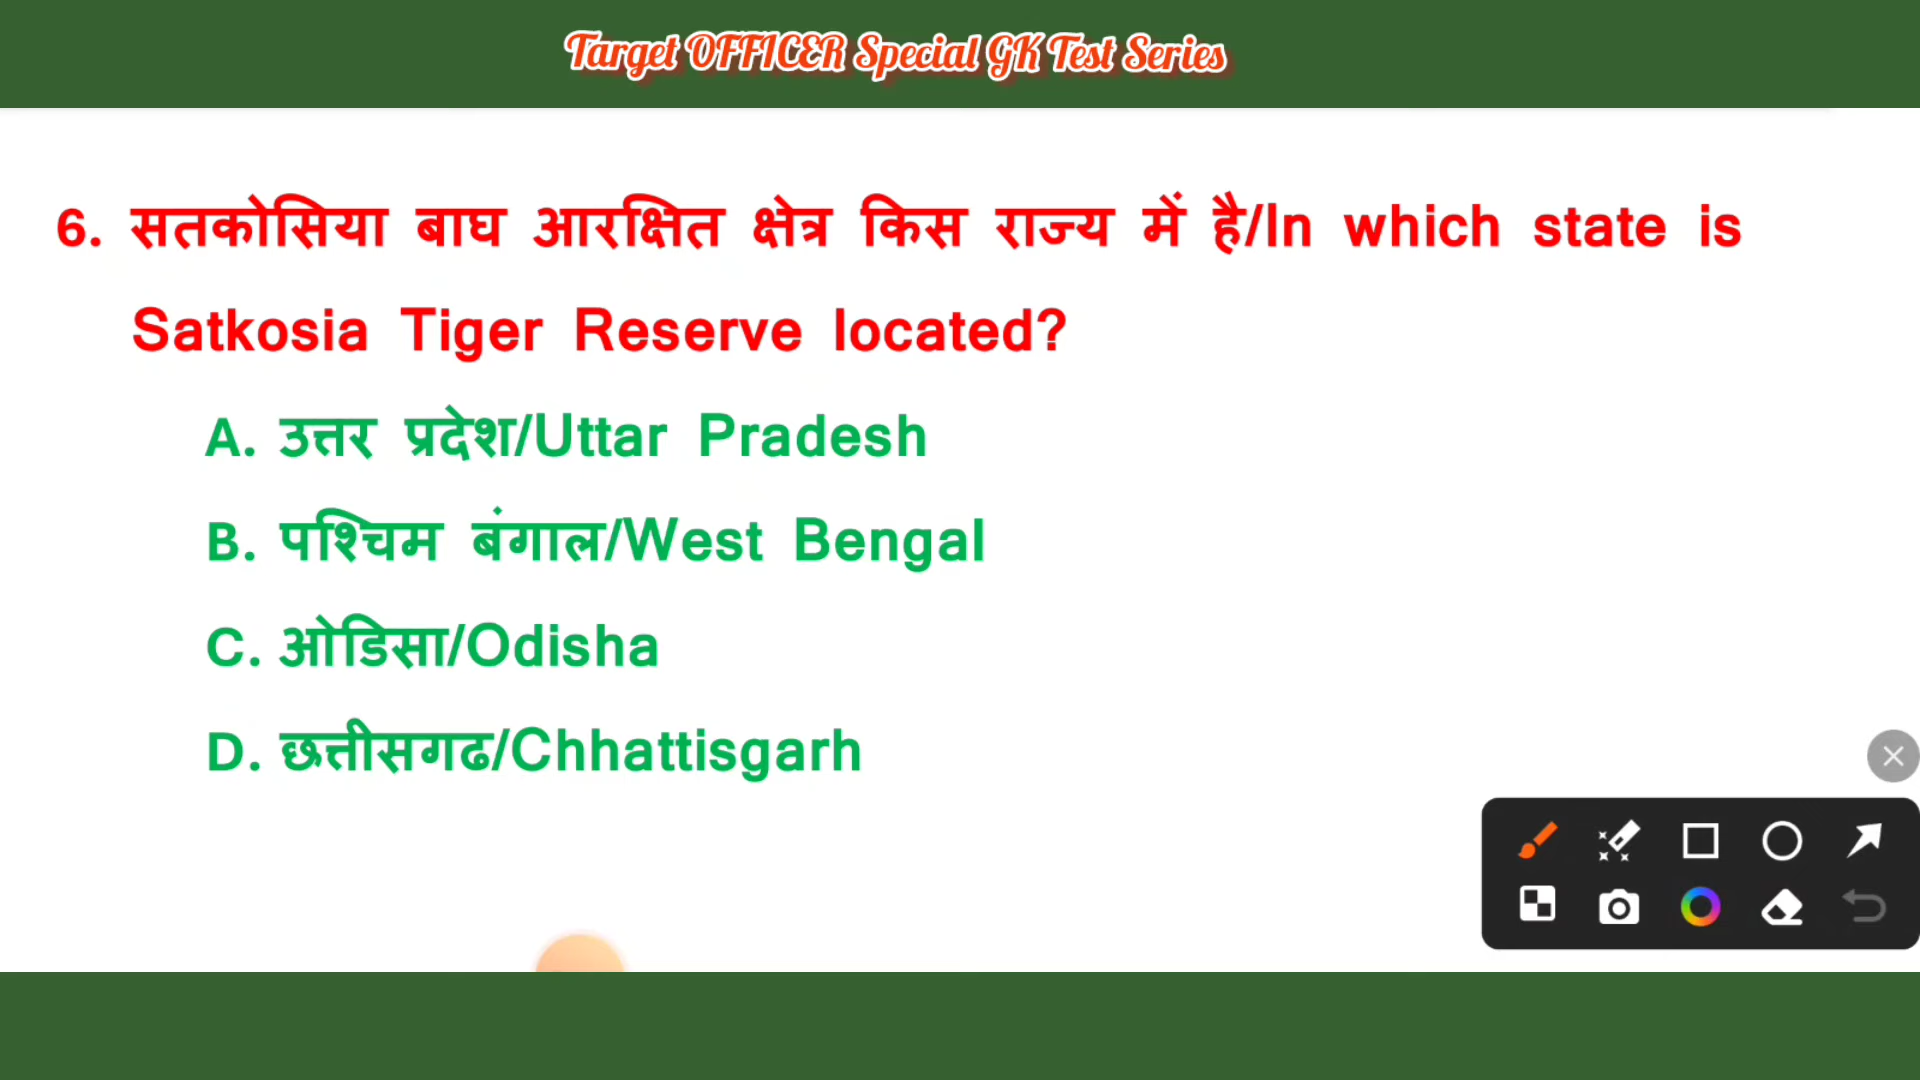 Target OFFICER Special GK Test Series
6. सतकोसिया बाघ आरक्षित क्षेत्र किस राज्य में है/In which state is
Satkosia Tiger Reserve located?
A. उत्तर प्रदेश/Uttar Pradesh
B. पश्चिम बंगाल/West Bengal
C. ओडिसा/Odisha
D. छत्तीसगढ/Chhattisgarh